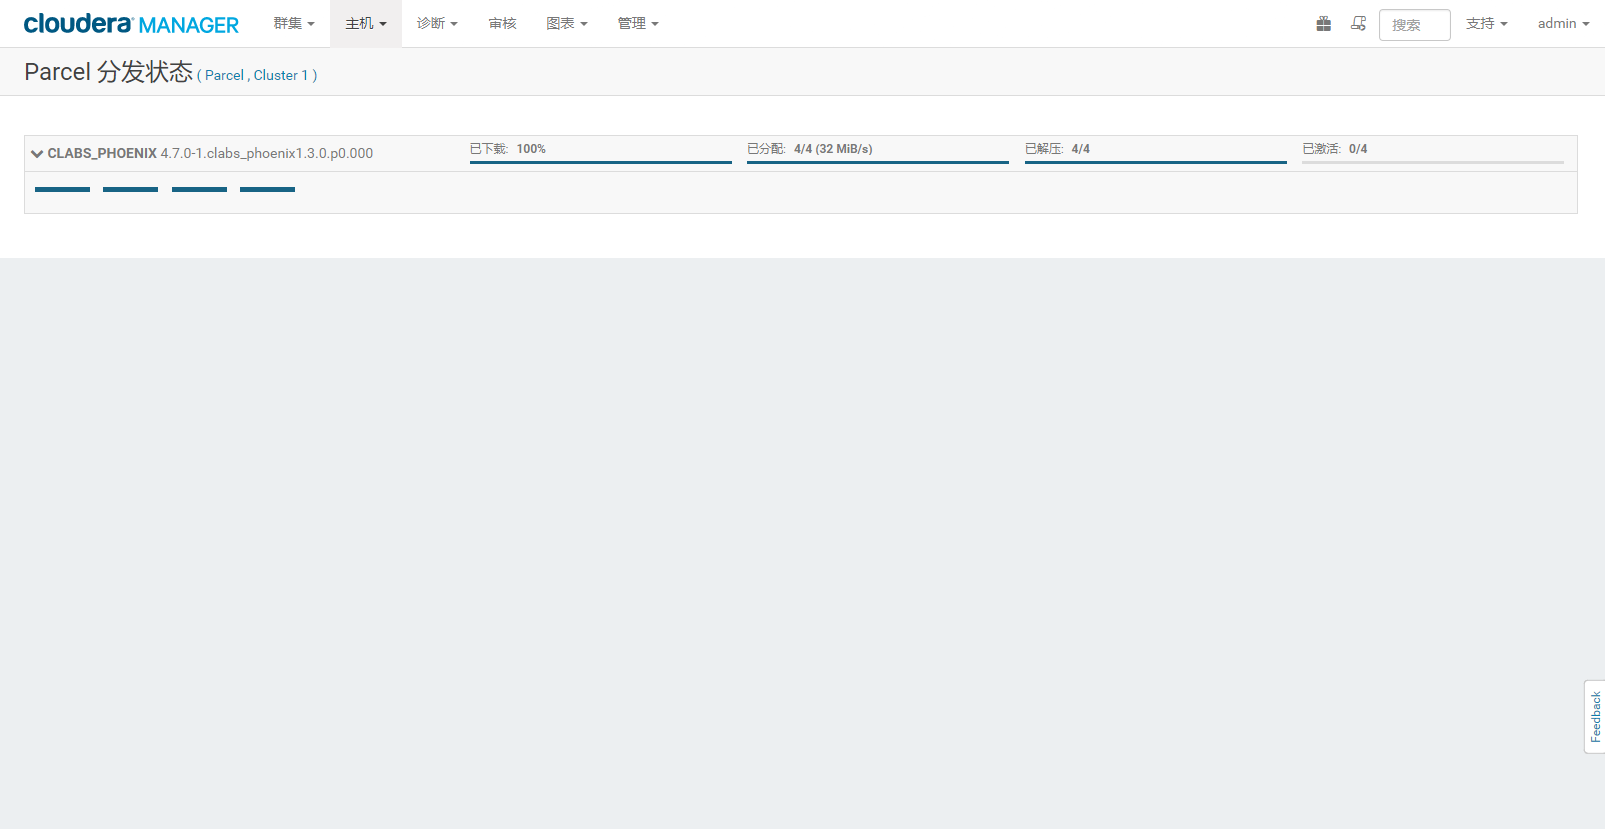 cloudera MANAGER 群集 主机 诊断 审核 图表 管理 搜索 支持 admin
Parcel 分发状态 ( Parcel , Cluster 1 )
CLABS_PHOENIX 4.7.0-1.clabs_phoenix1.3.0.p0.000 已下载: 100% 已分配: 4/4 (32 MiB/s) 已解压: 4/4 已激活: 0/4
Feedback